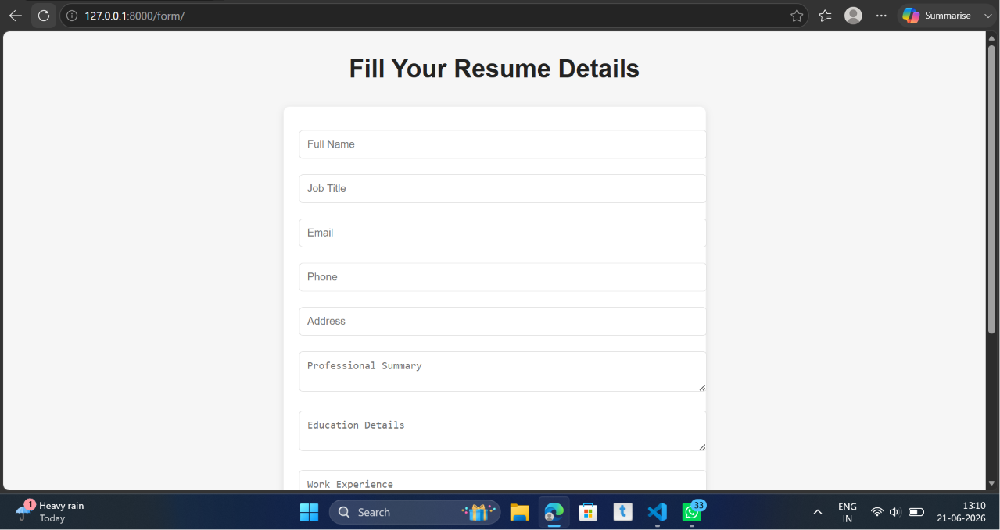 127.0.0.1:8000/form/
Summarise
Fill Your Resume Details
Full Name
Job Title
Email
Phone
Address
Professional Summary
Education Details
Work Experience
1
Heavy rain
Today
Search
t
33
ENG
IN
13:10
21-06-2026